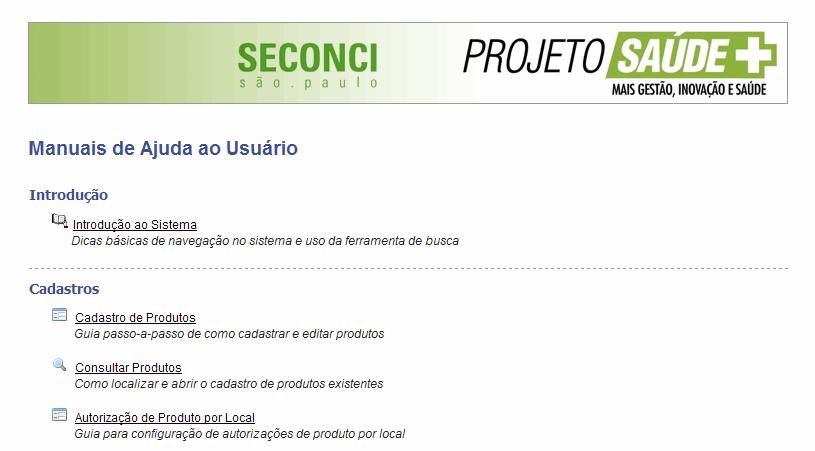 SECONCI
são.paulo
PROJETO SAÚDE+
MAIS GESTÃO, INOVAÇÃO E SAÚDE
Manuais de Ajuda ao Usuário
Introdução
Introdução ao Sistema
Dicas básicas de navegação no sistema e uso da ferramenta de busca
Cadastros
Cadastro de Produtos
Guia passo-a-passo de como cadastrar e editar produtos
Consultar Produtos
Como localizar e abrir o cadastro de produtos existentes
Autorização de Produto por Local
Guia para configuração de autorizações de produto por local